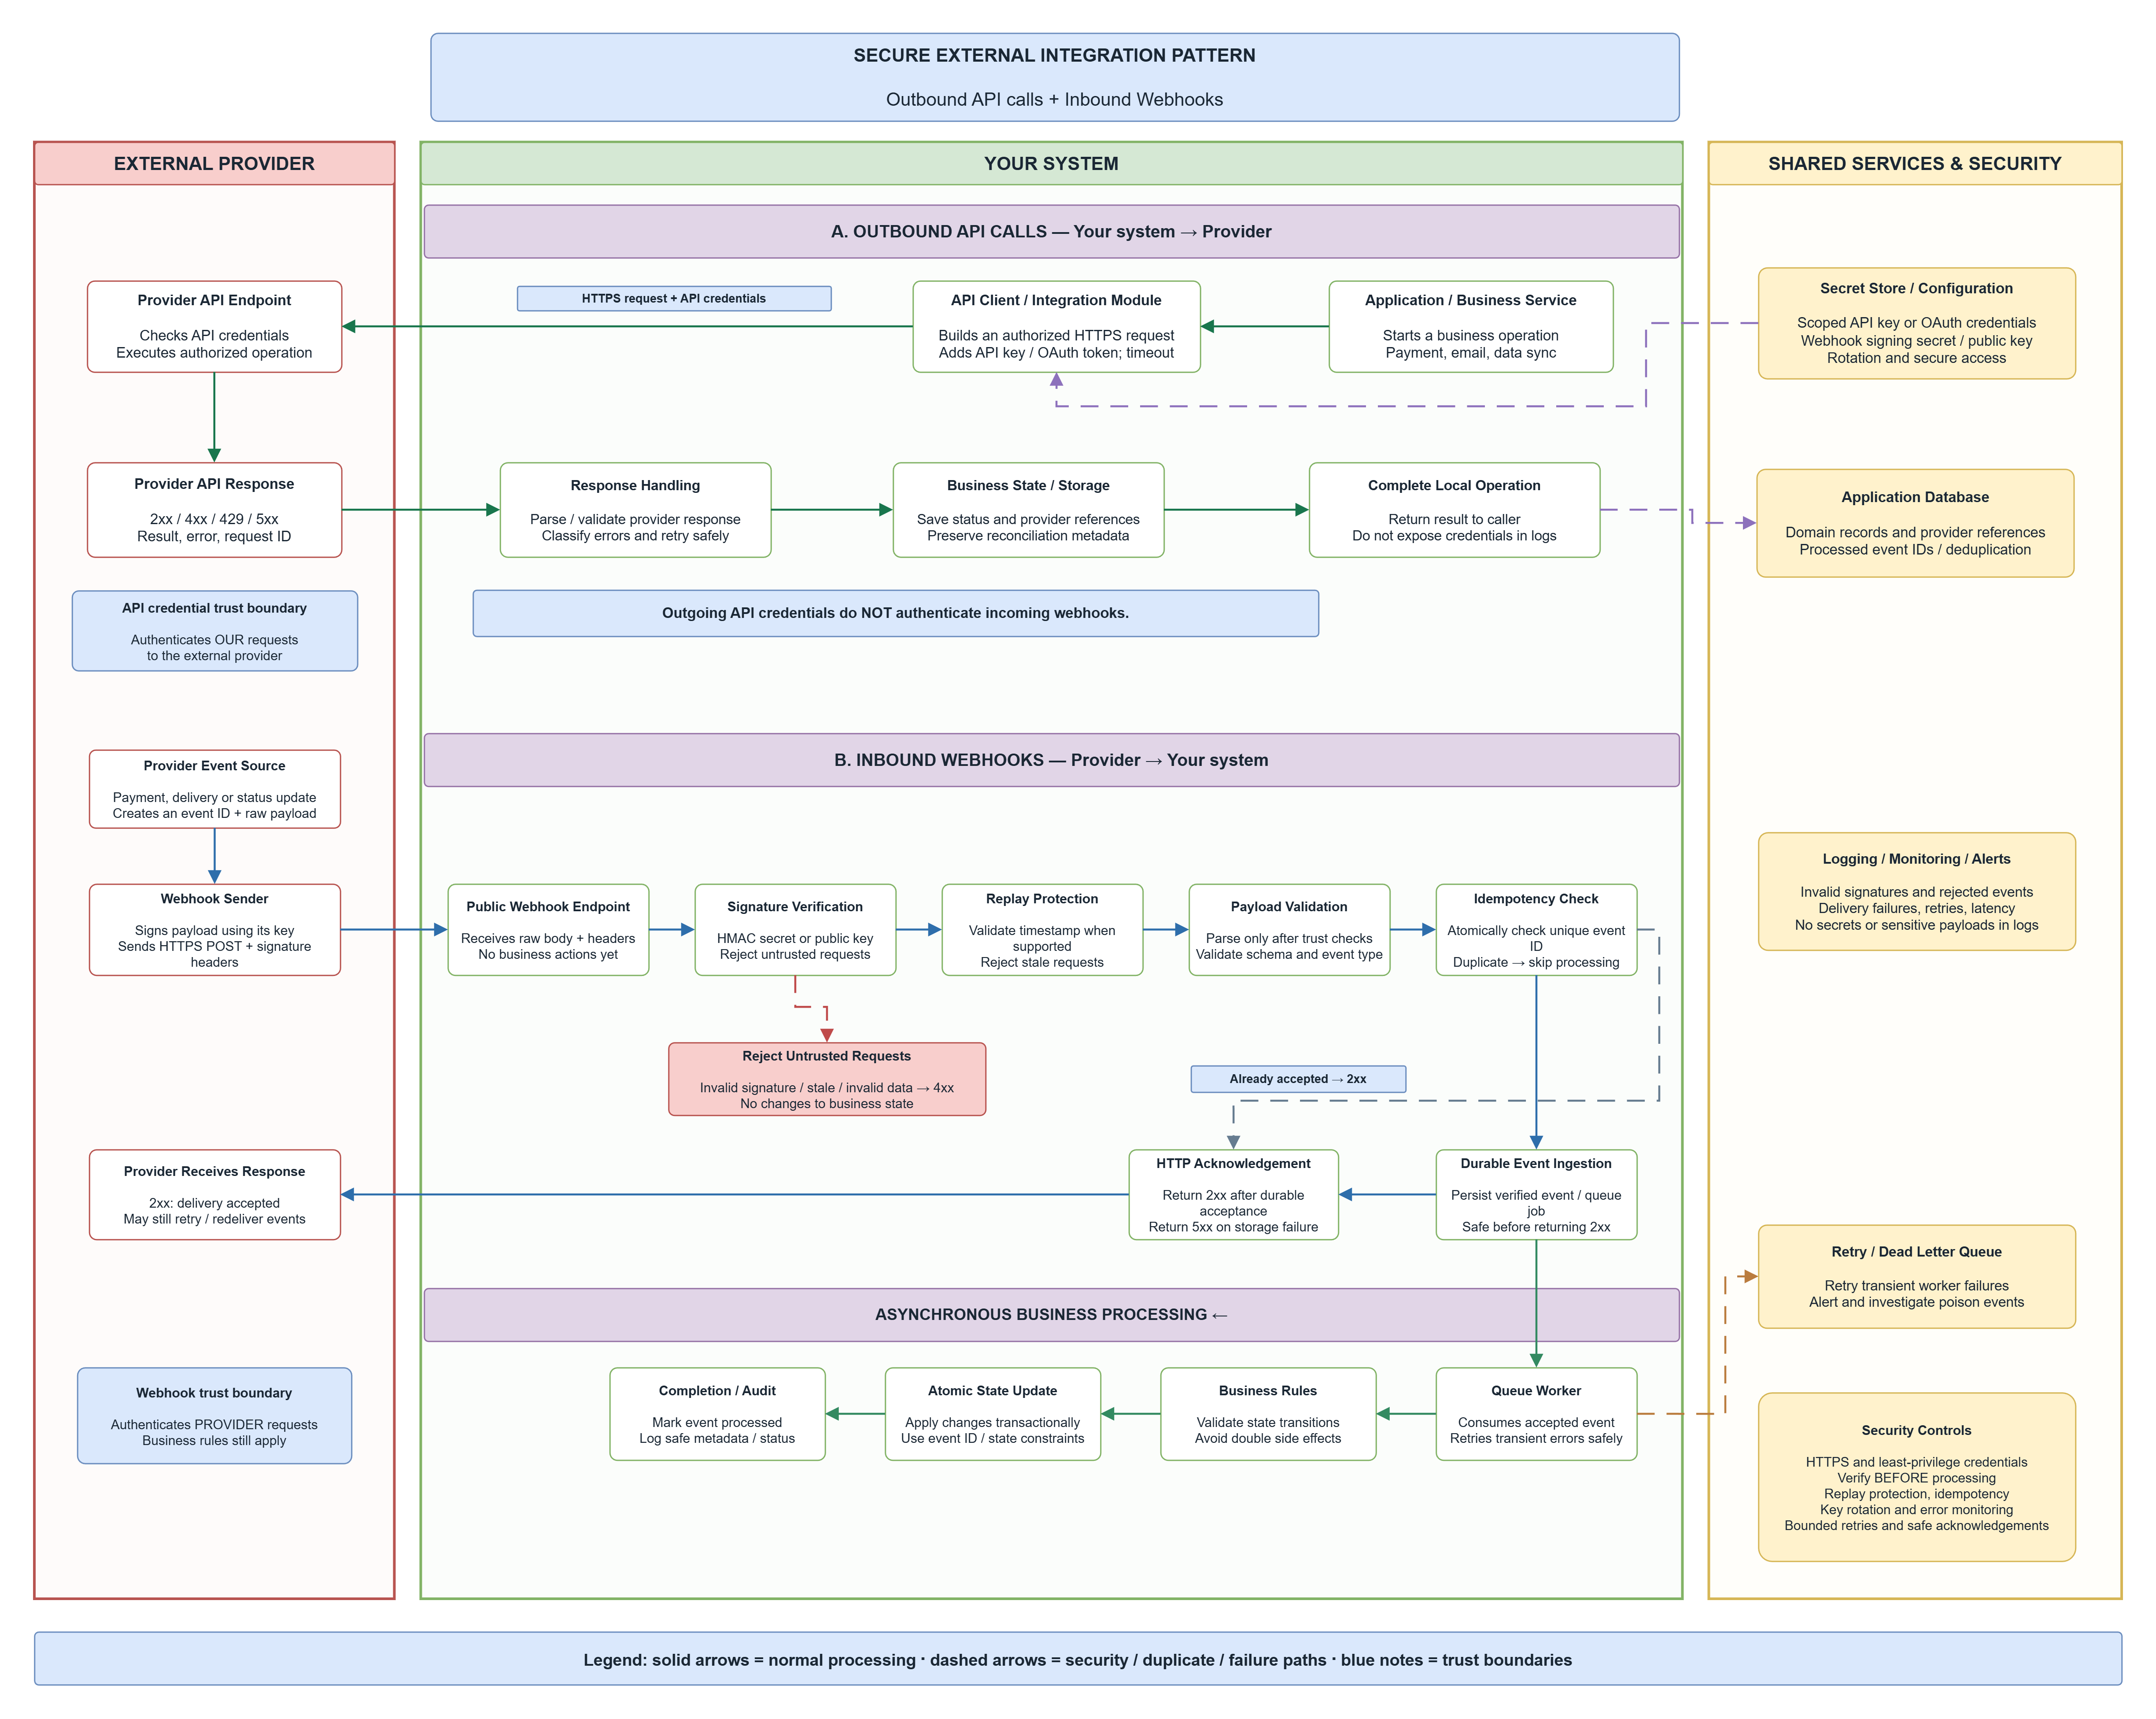 SECURE EXTERNAL INTEGRATION PATTERN
Outbound API calls + Inbound Webhooks
EXTERNAL PROVIDER
YOUR SYSTEM
SHARED SERVICES & SECURITY
A. OUTBOUND API CALLS — Your system → Provider
Provider API Endpoint
Checks API credentials
Executes authorized operation
HTTPS request + API credentials
API Client / Integration Module
Builds an authorized HTTPS request
Adds API key / OAuth token; timeout
Application / Business Service
Starts a business operation
Payment, email, data sync
Secret Store / Configuration
Scoped API key or OAuth credentials
Webhook signing secret / public key
Rotation and secure access
Provider API Response
2xx / 4xx / 429 / 5xx
Result, error, request ID
Response Handling
Parse / validate provider response
Classify errors and retry safely
Business State / Storage
Save status and provider references
Preserve reconciliation metadata
Complete Local Operation
Return result to caller
Do not expose credentials in logs
Application Database
Domain records and provider references
Processed event IDs / deduplication
API credential trust boundary
Authenticates OUR requests
to the external provider
Outgoing API credentials do NOT authenticate incoming webhooks.
B. INBOUND WEBHOOKS — Provider → Your system
Provider Event Source
Payment, delivery or status update
Creates an event ID + raw payload
Webhook Sender
Signs payload using its key
Sends HTTPS POST + signature
headers
Public Webhook Endpoint
Receives raw body + headers
No business actions yet
Signature Verification
HMAC secret or public key
Reject untrusted requests
Replay Protection
Validate timestamp when
supported
Reject stale requests
Payload Validation
Parse only after trust checks
Validate schema and event type
Idempotency Check
Atomically check unique event
ID
Duplicate → skip processing
Logging / Monitoring / Alerts
Invalid signatures and rejected events
Delivery failures, retries, latency
No secrets or sensitive payloads in logs
Reject Untrusted Requests
Invalid signature / stale / invalid data → 4xx
No changes to business state
Already accepted → 2xx
Provider Receives Response
2xx: delivery accepted
May still retry / redeliver events
HTTP Acknowledgement
Return 2xx after durable
acceptance
Return 5xx on storage failure
Durable Event Ingestion
Persist verified event / queue
job
Safe before returning 2xx
Retry / Dead Letter Queue
Retry transient worker failures
Alert and investigate poison events
ASYNCHRONOUS BUSINESS PROCESSING ←
Webhook trust boundary
Authenticates PROVIDER requests
Business rules still apply
Completion / Audit
Mark event processed
Log safe metadata / status
Atomic State Update
Apply changes transactionally
Use event ID / state constraints
Business Rules
Validate state transitions
Avoid double side effects
Queue Worker
Consumes accepted event
Retries transient errors safely
Security Controls
HTTPS and least-privilege credentials
Verify BEFORE processing
Replay protection, idempotency
Key rotation and error monitoring
Bounded retries and safe acknowledgements
Legend: solid arrows = normal processing · dashed arrows = security / duplicate / failure paths · blue notes = trust boundaries